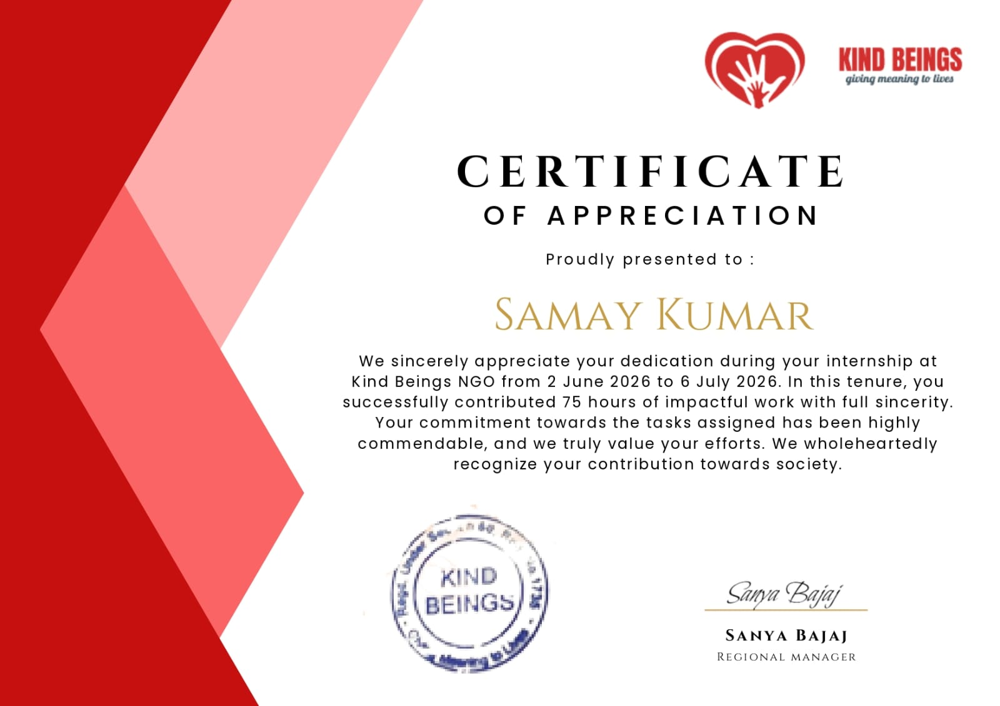 KIND BEINGS
giving meaning to lives
CERTIFICATE
OF APPRECIATION
Proudly presented to :
SAMAY KUMAR
We sincerely appreciate your dedication during your internship at
Kind Beings NGO from 2 June 2026 to 6 July 2026. In this tenure, you
successfully contributed 75 hours of impactful work with full sincerity.
Your commitment towards the tasks assigned has been highly
commendable, and we truly value your efforts. We wholeheartedly
recognize your contribution towards society.
Regd. Under
KIND
BEINGS
Meaning to Lives
Sanya Bajaj
SANYA BAJAJ
REGIONAL MANAGER